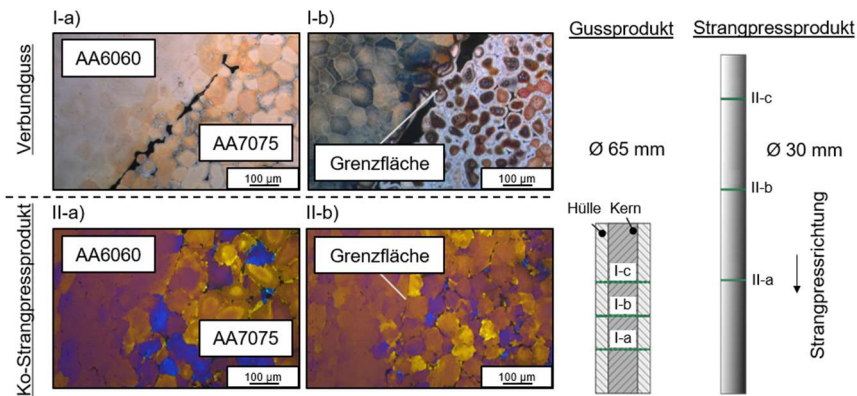 I-a)
I-b)
Gussprodukt
Strangpressprodukt
Verbundguss
AA6060
AA7075
100 µm
Grenzfläche
100 µm
Ø 65 mm
II-c
Ø 30 mm
II-b
II-a
Strangpressrichtung
Hülle
Kern
I-c
I-b
I-a
Ko-Strangpressprodukt
II-a)
II-b)
AA6060
AA7075
100 µm
Grenzfläche
100 µm